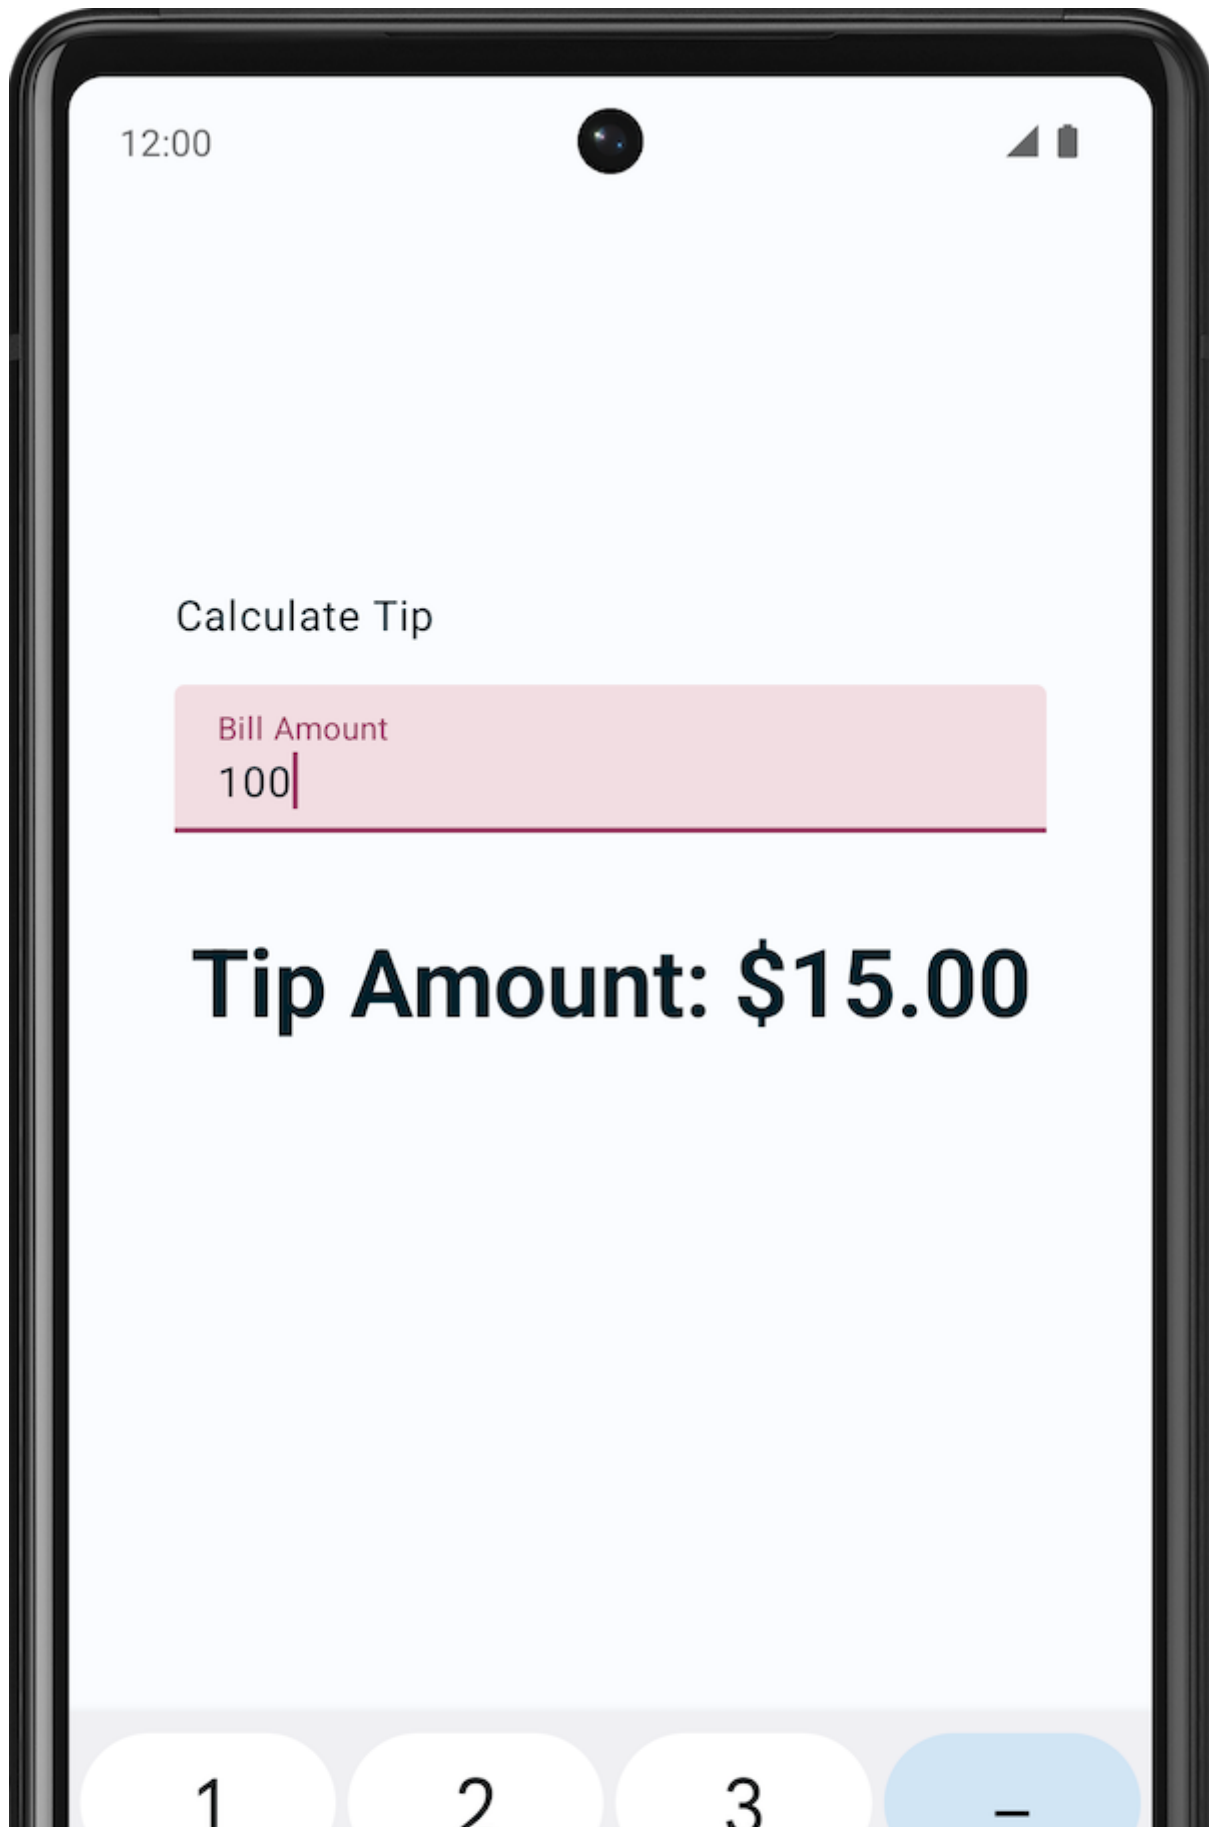 12:00
Calculate Tip
Bill Amount
100
Tip Amount: $15.00
1 2 3 –